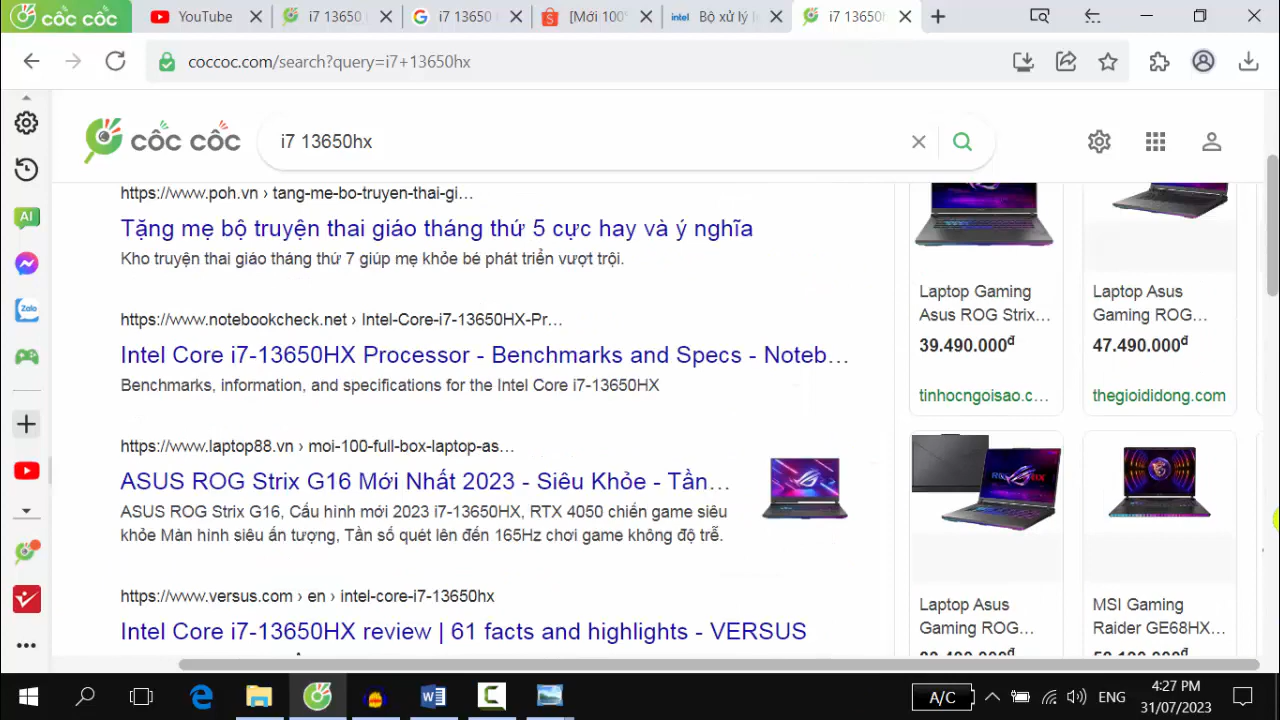 cốc cốc
YouTube
i7 13650
i7 13650
[Mới 100%
intel Bộ xử lý
i7 13650h
coccoc.com/search?query=i7+13650hx
cốc cốc
i7 13650hx
AI
Zalo
https://www.poh.vn › tang-me-bo-truyen-thai-gi...
Tặng mẹ bộ truyện thai giáo tháng thứ 5 cực hay và ý nghĩa
Kho truyện thai giáo tháng thứ 7 giúp mẹ khỏe bé phát triển vượt trội.
https://www.notebookcheck.net › Intel-Core-i7-13650HX-Pr...
Intel Core i7-13650HX Processor - Benchmarks and Specs - Noteb...
Benchmarks, information, and specifications for the Intel Core i7-13650HX
https://www.laptop88.vn › moi-100-full-box-laptop-as...
ASUS ROG Strix G16 Mới Nhất 2023 - Siêu Khỏe - Tần...
ASUS ROG Strix G16, Cấu hình mới 2023 i7-13650HX, RTX 4050 chiến game siêu
khỏe Màn hình siêu ấn tượng, Tần số quét lên đến 165Hz chơi game không độ trễ.
https://www.versus.com › en › intel-core-i7-13650hx
Intel Core i7-13650HX review | 61 facts and highlights - VERSUS
Laptop Gaming
Asus ROG Strix...
39.490.000đ
tinhocngoisao.c...
Laptop Asus
Gaming ROG...
47.490.000đ
thegioididong.com
Laptop Asus
Gaming ROG...
MSI Gaming
Raider GE68HX...
A/C
ENG
4:27 PM
31/07/2023